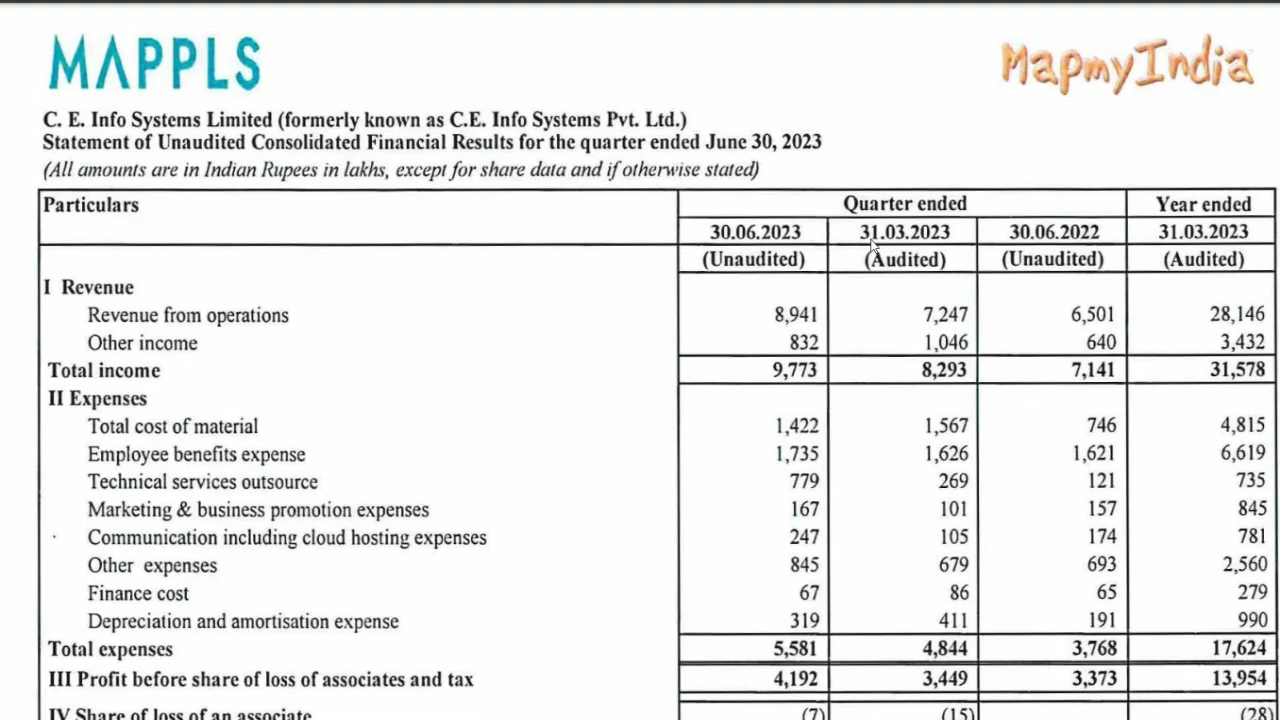 MAPPLS
MapmyIndia
C. E. Info Systems Limited (formerly known as C.E. Info Systems Pvt. Ltd.)
Statement of Unaudited Consolidated Financial Results for the quarter ended June 30, 2023
(All amounts are in Indian Rupees in lakhs, except for share data and if otherwise stated)
Particulars Quarter ended Year ended
30.06.2023 31.03.2023 30.06.2022 31.03.2023
(Unaudited) (Audited) (Unaudited) (Audited)
I Revenue
Revenue from operations 8,941 7,247 6,501 28,146
Other income 832 1,046 640 3,432
Total income 9,773 8,293 7,141 31,578
II Expenses
Total cost of material 1,422 1,567 746 4,815
Employee benefits expense 1,735 1,626 1,621 6,619
Technical services outsource 779 269 121 735
Marketing & business promotion expenses 167 101 157 845
Communication including cloud hosting expenses 247 105 174 781
Other expenses 845 679 693 2,560
Finance cost 67 86 65 279
Depreciation and amortisation expense 319 411 191 990
Total expenses 5,581 4,844 3,768 17,624
III Profit before share of loss of associates and tax 4,192 3,449 3,373 13,954
IV Share of loss of an associate (7) (15) (28)